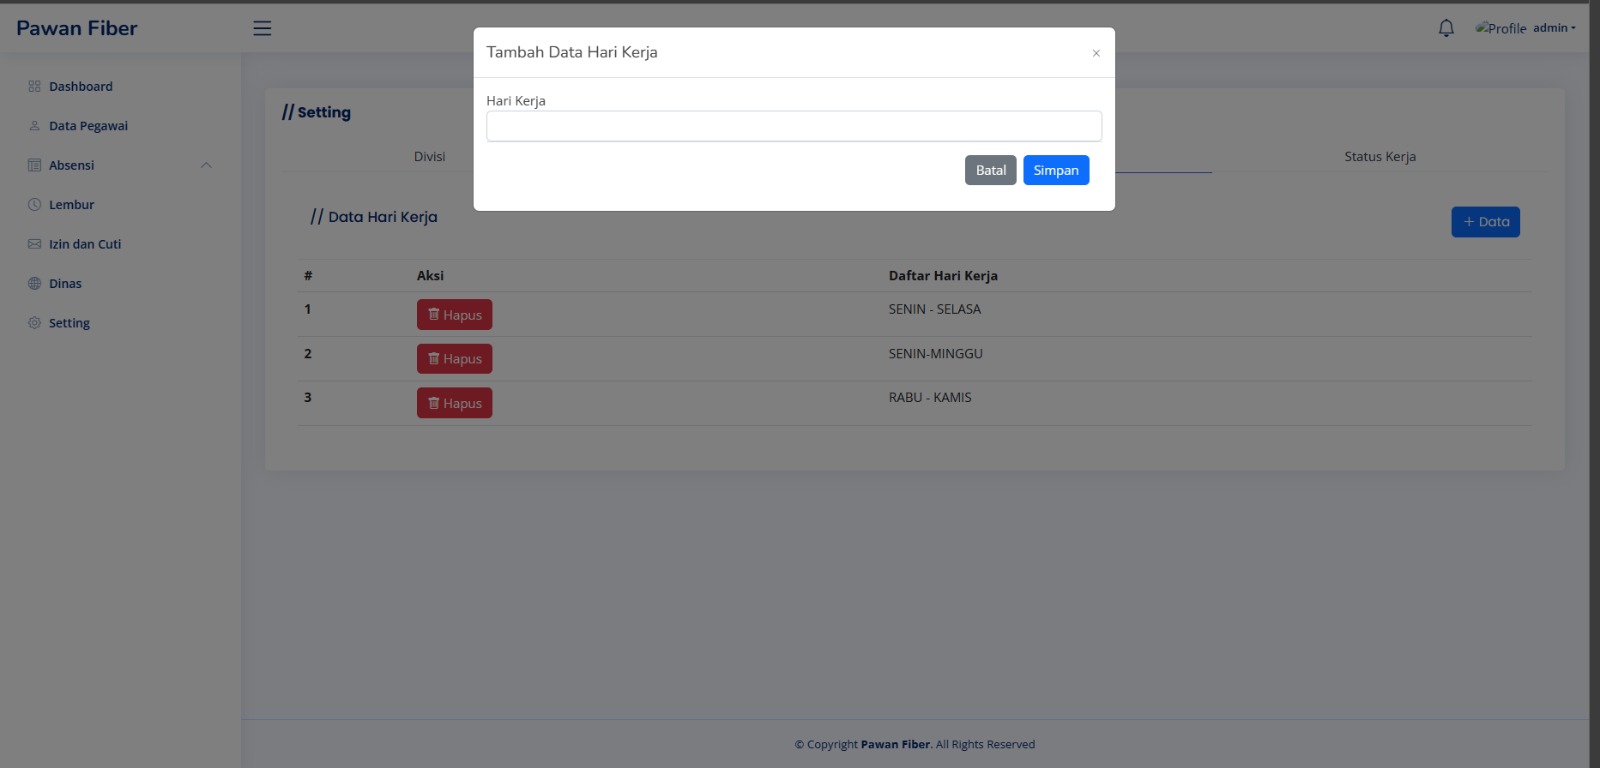 Pawan Fiber
Profile admin
Dashboard
Data Pegawai
Absensi
Lembur
Izin dan Cuti
Dinas
Setting
Tambah Data Hari Kerja ×
Hari Kerja
Batal Simpan
// Setting
Divisi Status Kerja
// Data Hari Kerja + Data
# Aksi Daftar Hari Kerja
1 Hapus SENIN - SELASA
2 Hapus SENIN-MINGGU
3 Hapus RABU - KAMIS
© Copyright Pawan Fiber. All Rights Reserved